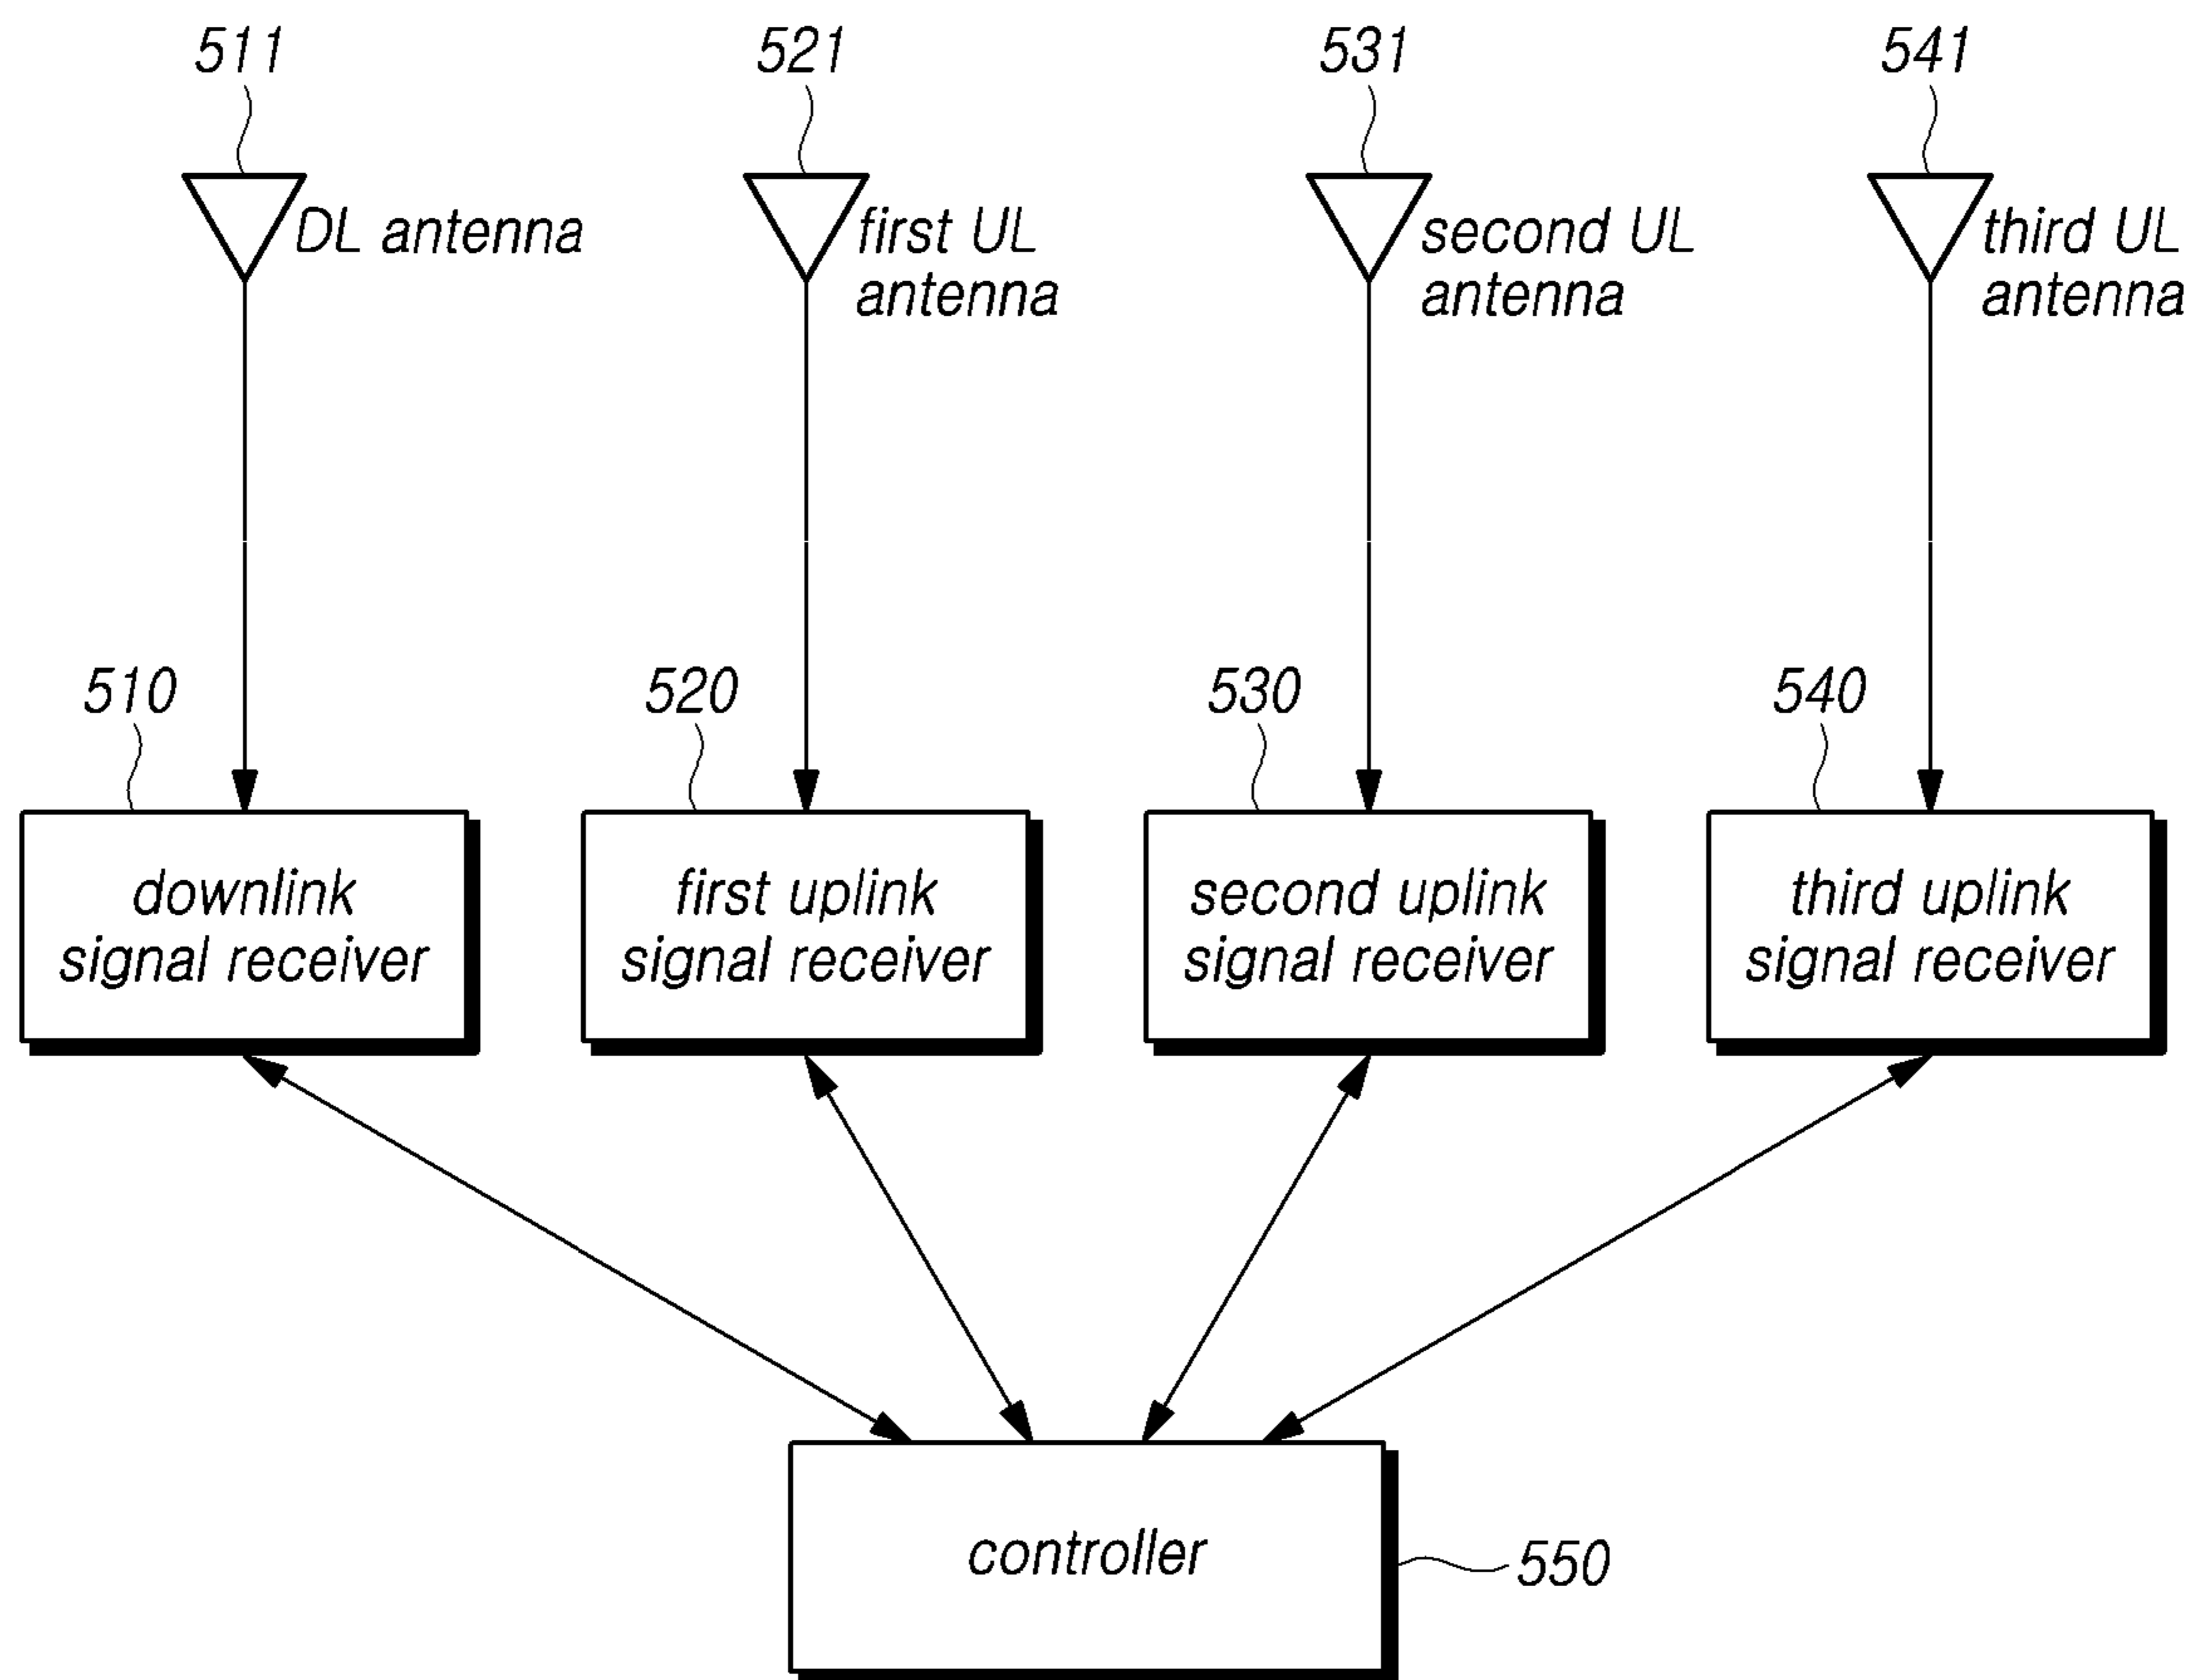 511
521
531
541
DL antenna
first UL
antenna
second UL
antenna
third UL
antenna
510
520
530
540
downlink
signal receiver
first uplink
signal receiver
second uplink
signal receiver
third uplink
signal receiver
controller
550